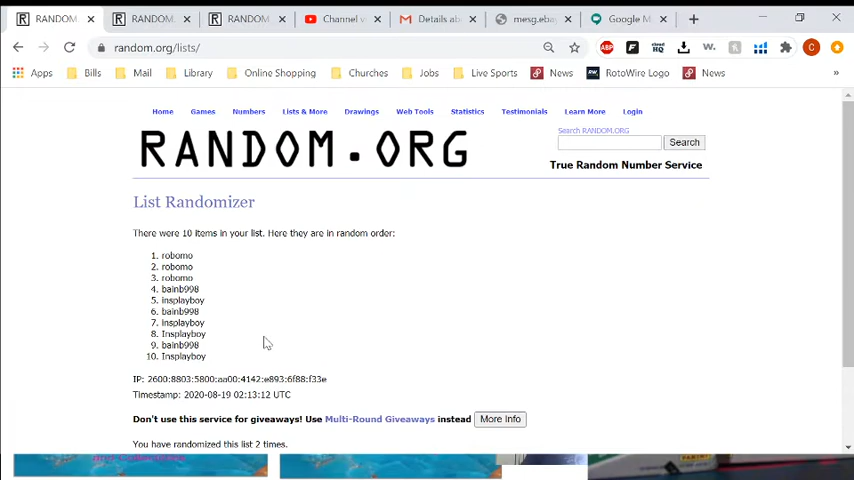 RANDOM
RANDOM.
RANDOM
Channel v
Details ab
mesg.ebay
Google M
random.org/lists/
ABP
cloud
HQ
w.
C
Apps
Bills
Mail
Library
Online Shopping
Churches
Jobs
Live Sports
News
RotoWire Logo
News
»
Home
Games
Numbers
Lists & More
Drawings
Web Tools
Statistics
Testimonials
Learn More
Login
RANDOM.ORG
Search RANDOM.ORG
Search
True Random Number Service
List Randomizer
There were 10 items in your list. Here they are in random order:
1. robomo
2. robomo
3. robomo
4. bainb998
5. insplayboy
6. bainb998
7. insplayboy
8. Insplayboy
9. bainb998
10. Insplayboy
IP: 2600:8803:5800:aa00:4142:e893:6f88:f33e
Timestamp: 2020-08-19 02:13:12 UTC
Don't use this service for giveaways! Use Multi-Round Giveaways instead
More Info
You have randomized this list 2 times.